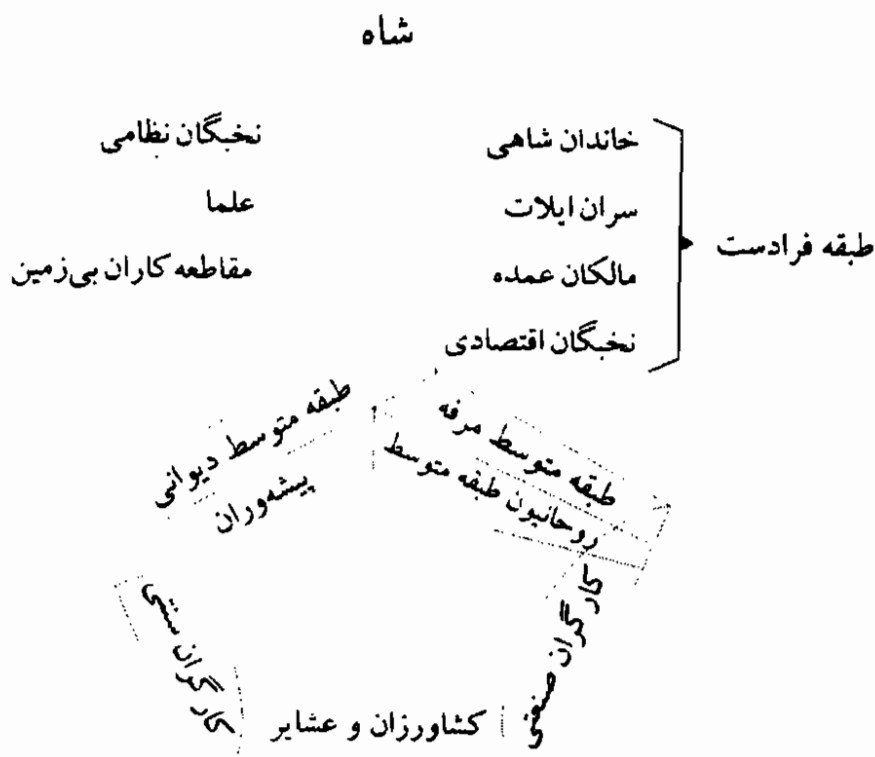 شاه
خاندان شاهی
نخبگان نظامی
سران ایلات
علما
طبقه فرادست
مالکان عمده
مقاطعه کاران بی‌زمین
نخبگان اقتصادی
طبقه متوسط مرفه
روحانیون طبقه متوسط
طبقه متوسط دیوانی
پیشه‌وران
کارگران صنعتی
کارگران سنتی
کشاورزان و عشایر